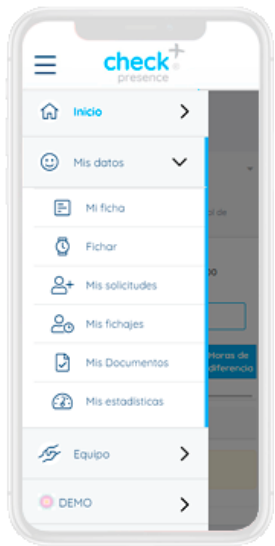 check+
presence
Inicio
Mis datos
Mi ficha
Fichar
Mis solicitudes
Mis fichajes
Mis Documentos
Mis estadísticas
Equipo
DEMO
Horas de
diferencia